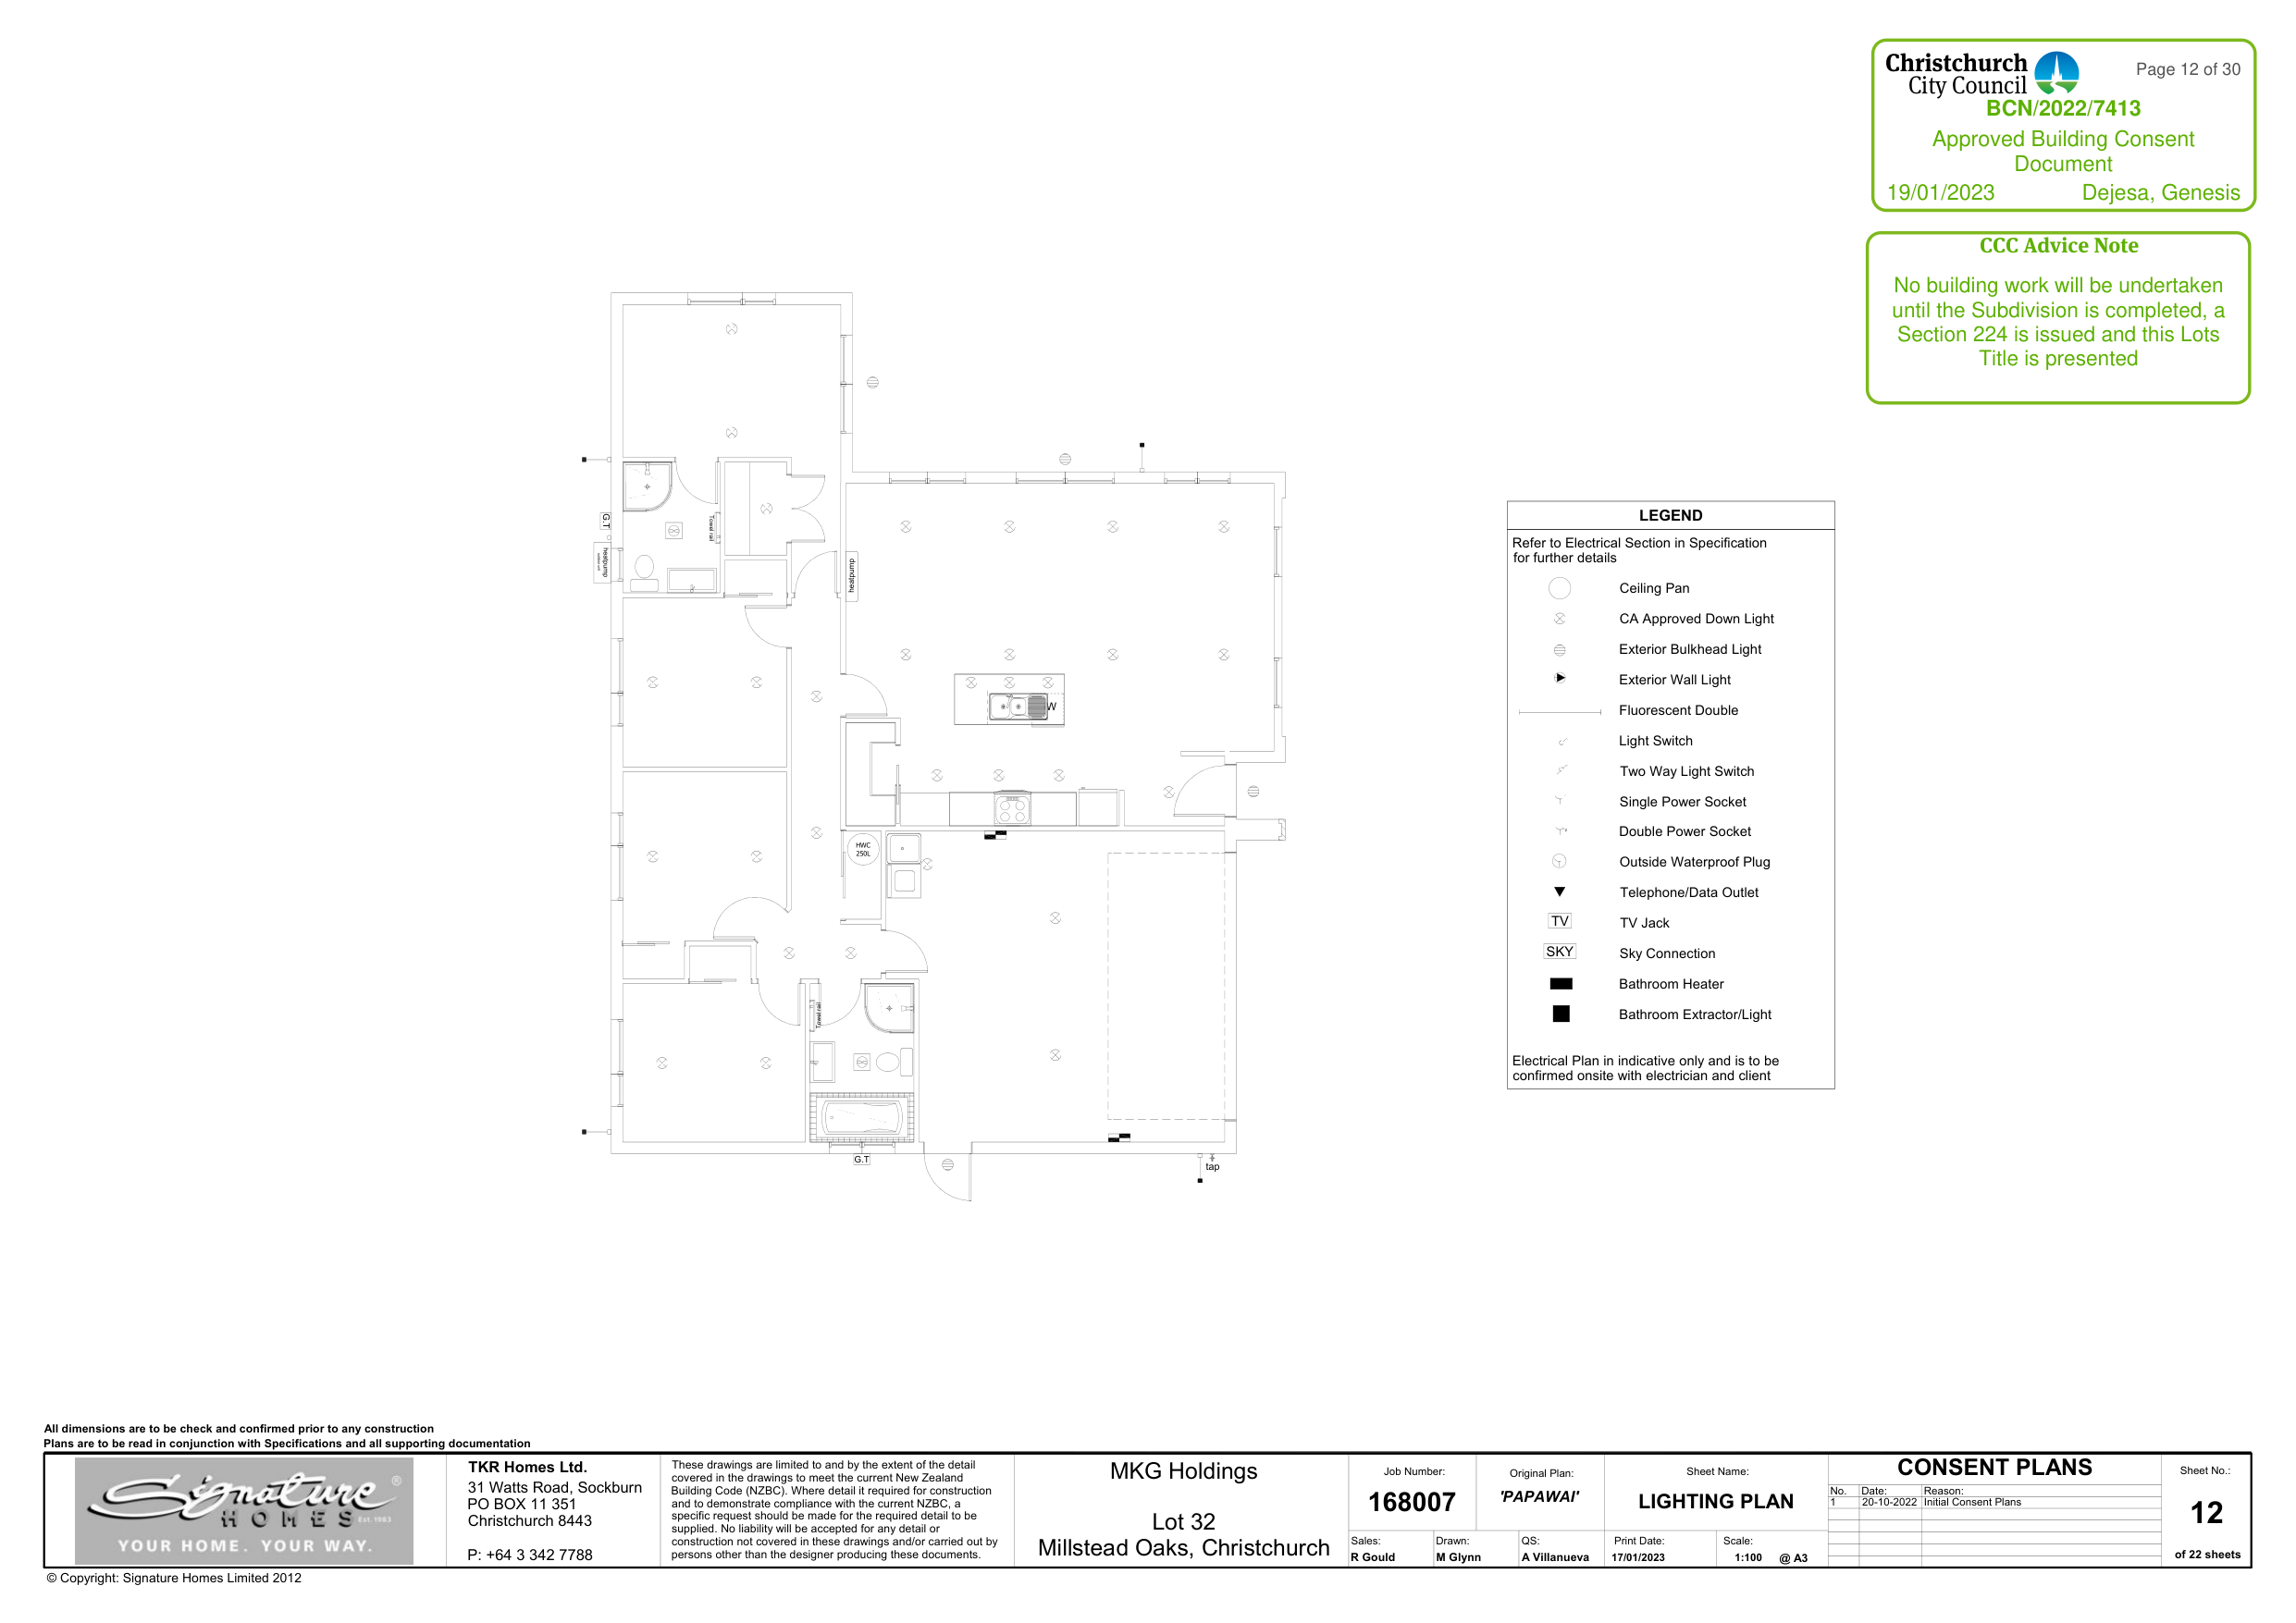 Christchurch
City Council
Page 12 of 30
BCN/2022/7413
Approved Building Consent
Document
19/01/2023 Dejesa, Genesis
CCC Advice Note
No building work will be undertaken
until the Subdivision is completed, a
Section 224 is issued and this Lots
Title is presented
G.T
Towel rail
heatpump
heatpump
W
HWC
250L
Towel rail
G.T
tap
LEGEND
Refer to Electrical Section in Specification
for further details
Ceiling Pan
CA Approved Down Light
Exterior Bulkhead Light
Exterior Wall Light
Fluorescent Double
Light Switch
Two Way Light Switch
Single Power Socket
Double Power Socket
Outside Waterproof Plug
Telephone/Data Outlet
TV TV Jack
SKY Sky Connection
Bathroom Heater
Bathroom Extractor/Light
Electrical Plan in indicative only and is to be
confirmed onsite with electrician and client
All dimensions are to be check and confirmed prior to any construction
Plans are to be read in conjunction with Specifications and all supporting documentation
Signature ®
HOMES Est. 1983
YOUR HOME. YOUR WAY.
TKR Homes Ltd.
31 Watts Road, Sockburn
PO BOX 11 351
Christchurch 8443
P: +64 3 342 7788
These drawings are limited to and by the extent of the detail
covered in the drawings to meet the current New Zealand
Building Code (NZBC). Where detail it required for construction
and to demonstrate compliance with the current NZBC, a
specific request should be made for the required detail to be
supplied. No liability will be accepted for any detail or
construction not covered in these drawings and/or carried out by
persons other than the designer producing these documents.
MKG Holdings
Lot 32
Millstead Oaks, Christchurch
Job Number:
168007
Original Plan:
'PAPAWAI'
Sheet Name:
LIGHTING PLAN
Sales:
R Gould
Drawn:
M Glynn
QS:
A Villanueva
Print Date:
17/01/2023
Scale:
1:100 @ A3
CONSENT PLANS
No. Date: Reason:
1 20-10-2022 Initial Consent Plans
Sheet No.:
12
of 22 sheets
© Copyright: Signature Homes Limited 2012